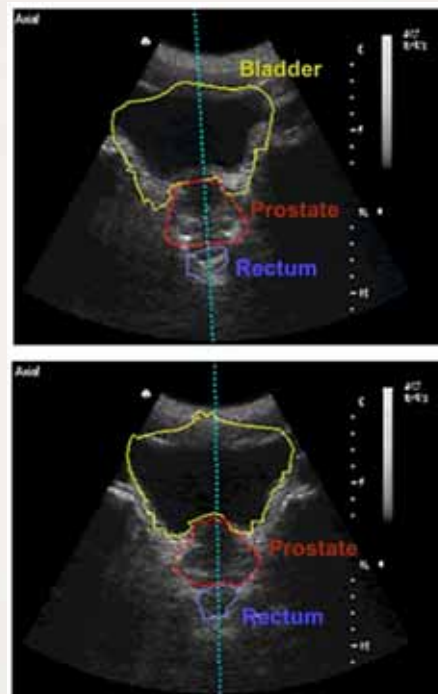 Axial
Bladder
Prostate
Rectum
Axial
Prostate
Rectum